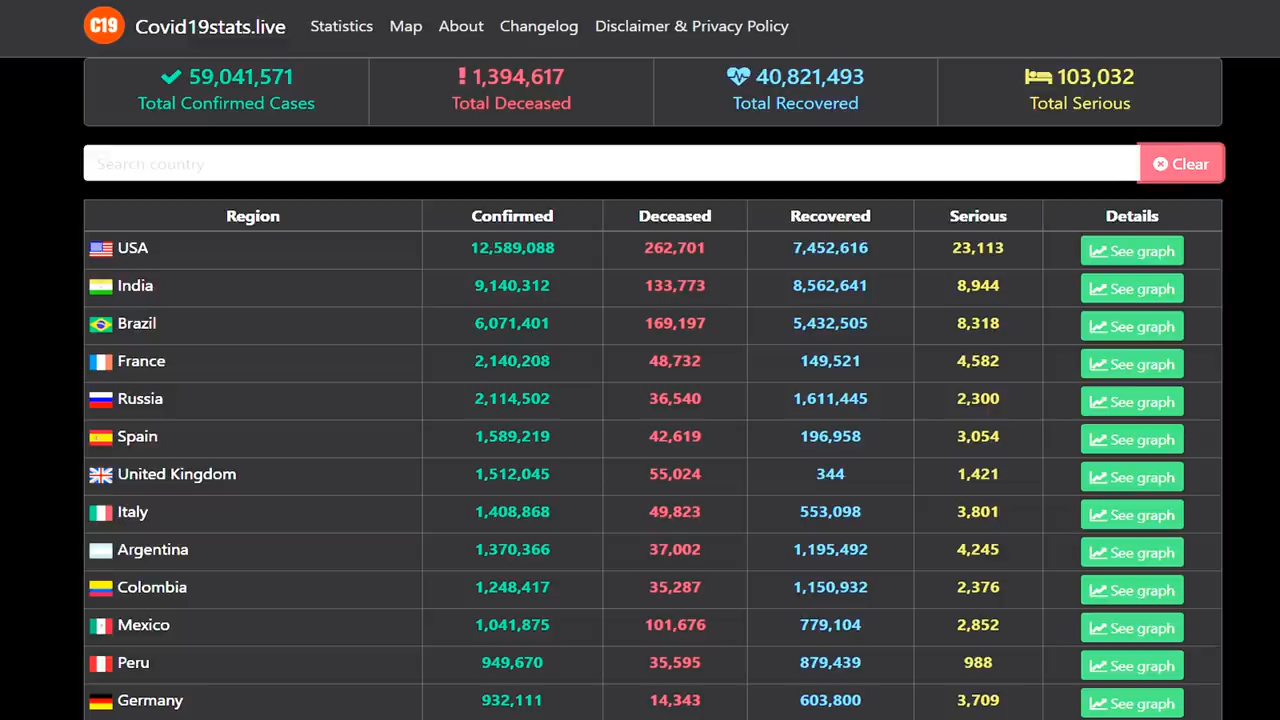 C19 Covid19stats.live Statistics Map About Changelog Disclaimer & Privacy Policy
59,041,571 1,394,617 40,821,493 103,032
Total Confirmed Cases Total Deceased Total Recovered Total Serious
Search country Clear
Region Confirmed Deceased Recovered Serious Details
USA 12,589,088 262,701 7,452,616 23,113 See graph
India 9,140,312 133,773 8,562,641 8,944 See graph
Brazil 6,071,401 169,197 5,432,505 8,318 See graph
France 2,140,208 48,732 149,521 4,582 See graph
Russia 2,114,502 36,540 1,611,445 2,300 See graph
Spain 1,589,219 42,619 196,958 3,054 See graph
United Kingdom 1,512,045 55,024 344 1,421 See graph
Italy 1,408,868 49,823 553,098 3,801 See graph
Argentina 1,370,366 37,002 1,195,492 4,245 See graph
Colombia 1,248,417 35,287 1,150,932 2,376 See graph
Mexico 1,041,875 101,676 779,104 2,852 See graph
Peru 949,670 35,595 879,439 988 See graph
Germany 932,111 14,343 603,800 3,709 See graph